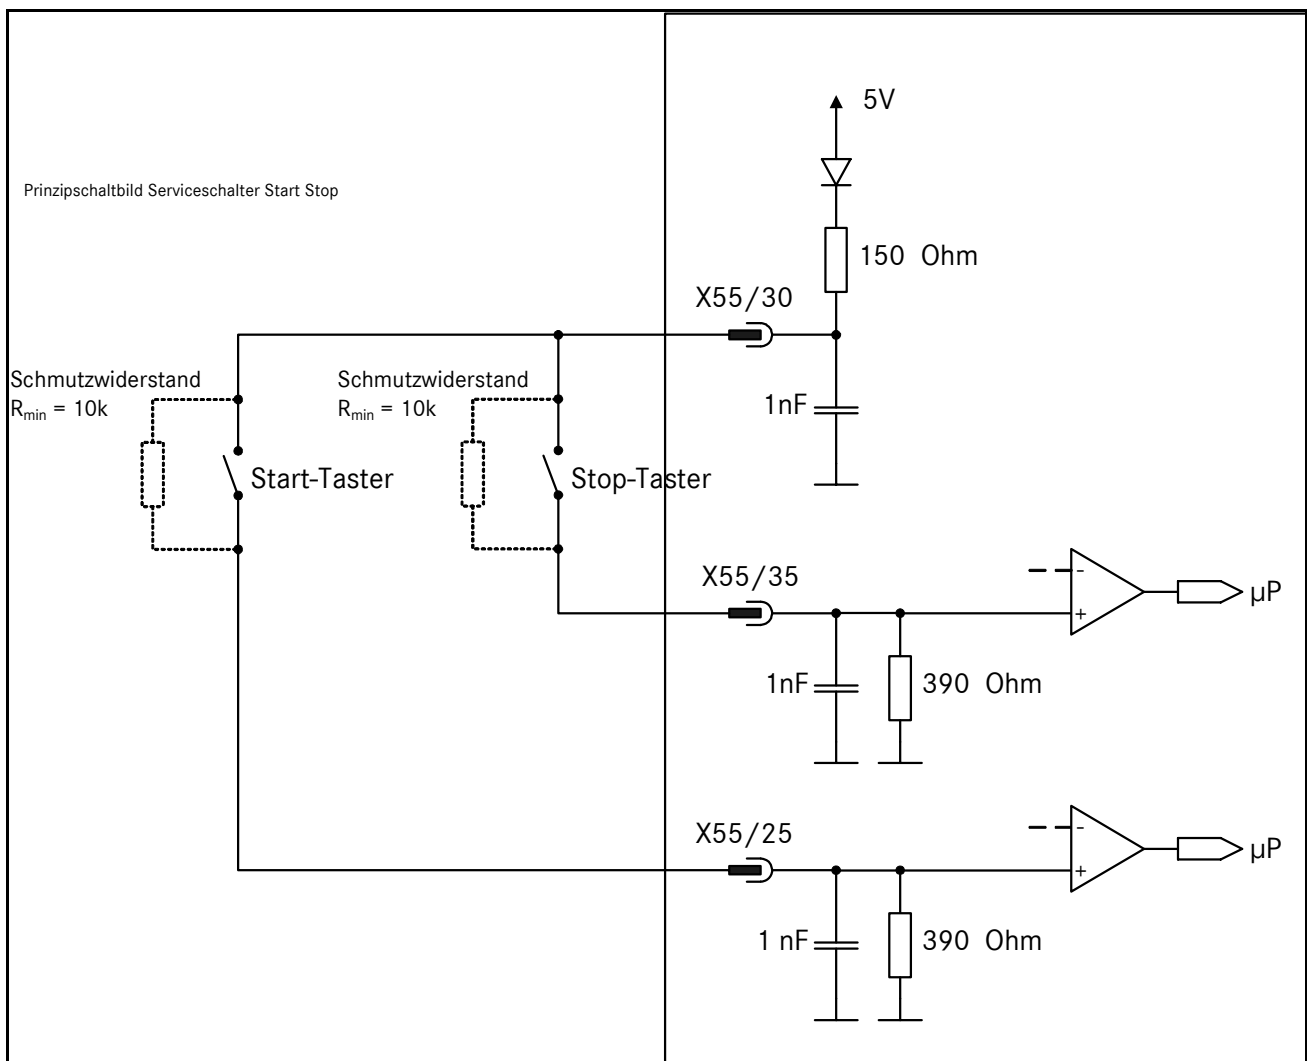 5V
Prinzipschaltbild Serviceschalter Start Stop
150 Ohm
X55/30
Schmutzwiderstand
Rmin = 10k
Schmutzwiderstand
Rmin = 10k
1nF
Start-Taster
Stop-Taster
X55/35
-
+
µP
1nF
390 Ohm
X55/25
-
+
µP
1 nF
390 Ohm